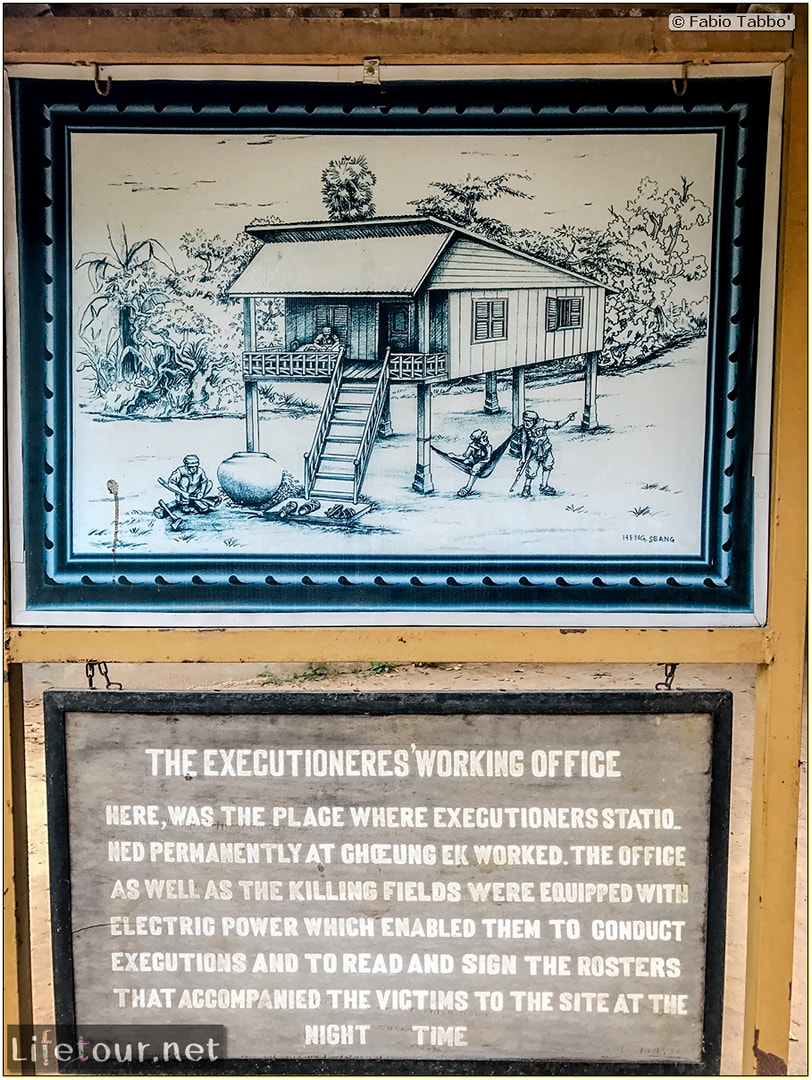 © Fabio Tabbo'
HENG SEANG
THE EXECUTIONERES' WORKING OFFICE
HERE, WAS THE PLACE WHERE EXECUTIONERS STATIO_
NED PERMANENTLY AT CHŒUNG EK WORKED. THE OFFICE
AS WELL AS THE KILLING FIELDS WERE EQUIPPED WITH
ELECTRIC POWER WHICH ENABLED THEM TO CONDUCT
EXECUTIONS AND TO READ AND SIGN THE ROSTERS
THAT ACCOMPANIED THE VICTIMS TO THE SITE AT THE
NIGHT TIME
Lifetour.net